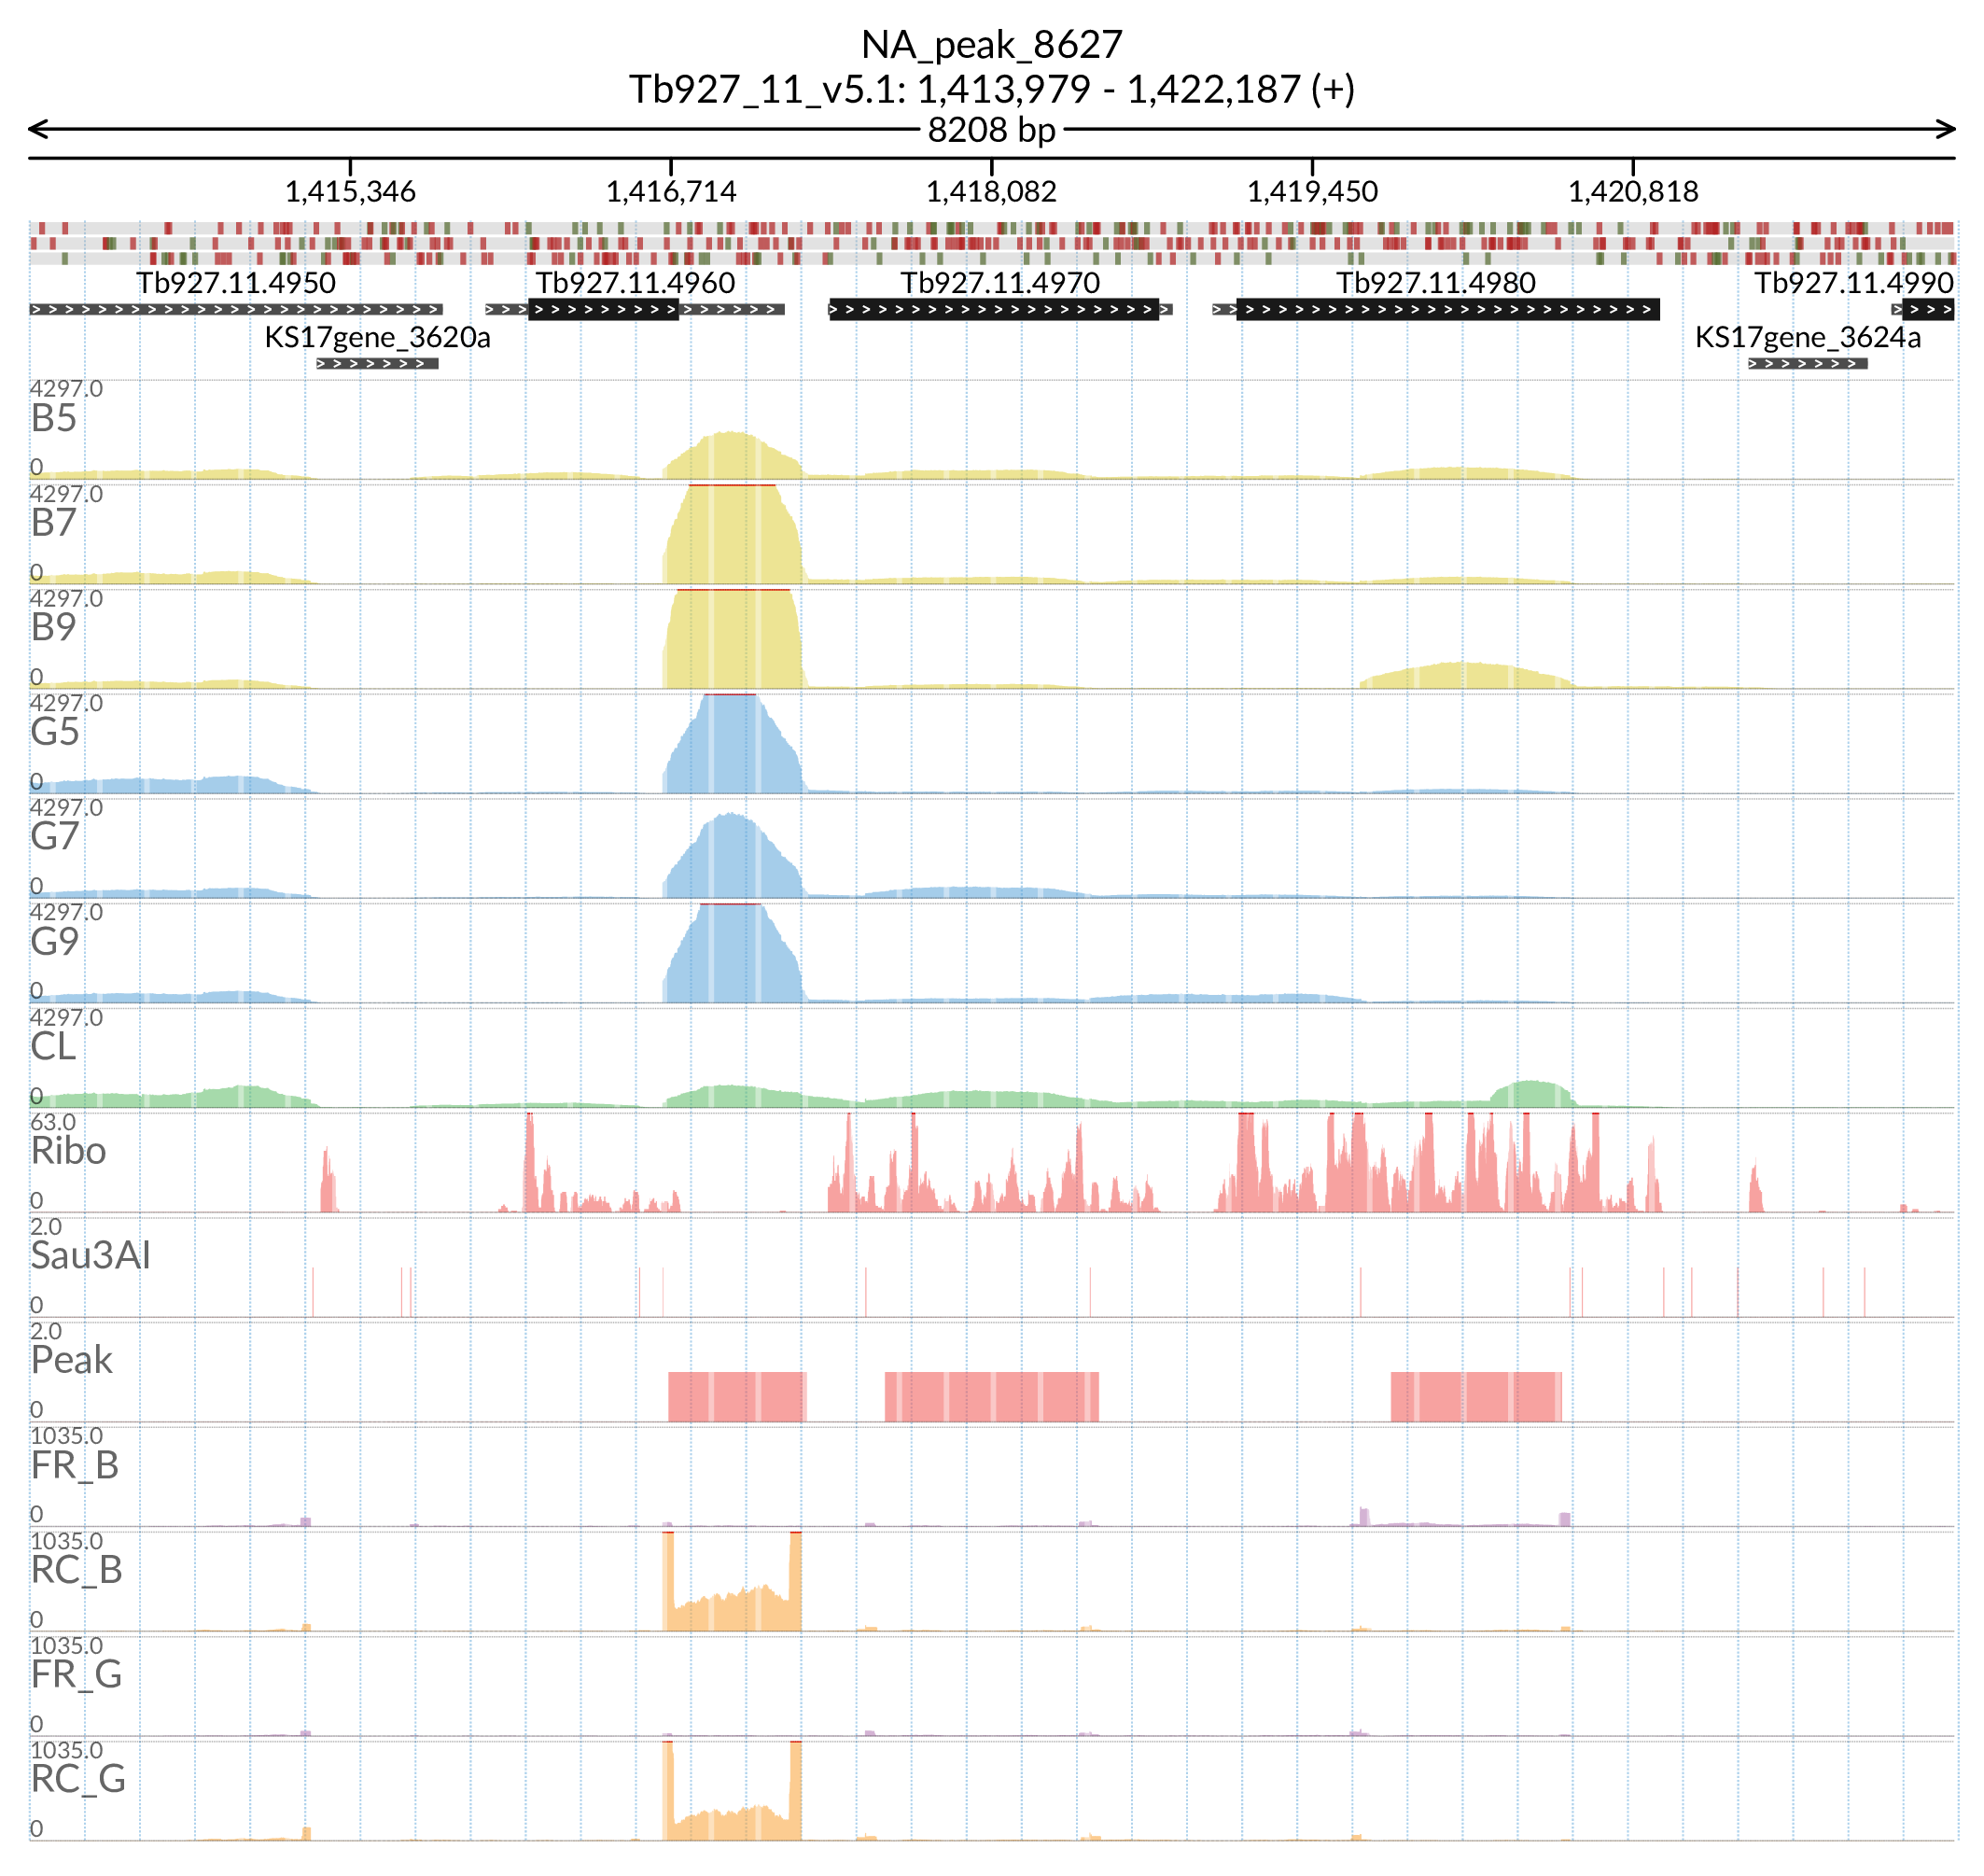 NA_peak_8627
Tb927_11_v5.1: 1,413,979 - 1,422,187 (+)
8208 bp
1,415,346 1,416,714 1,418,082 1,419,450 1,420,818
Tb927.11.4950 Tb927.11.4960 Tb927.11.4970 Tb927.11.4980 Tb927.11.4990
KS17gene_3620a KS17gene_3624a
4297.0
B5
0
4297.0
B7
0
4297.0
B9
0
4297.0
G5
0
4297.0
G7
0
4297.0
G9
0
4297.0
CL
0
63.0
Ribo
0
2.0
Sau3AI
0
2.0
Peak
0
1035.0
FR_B
0
1035.0
RC_B
0
1035.0
FR_G
0
1035.0
RC_G
0